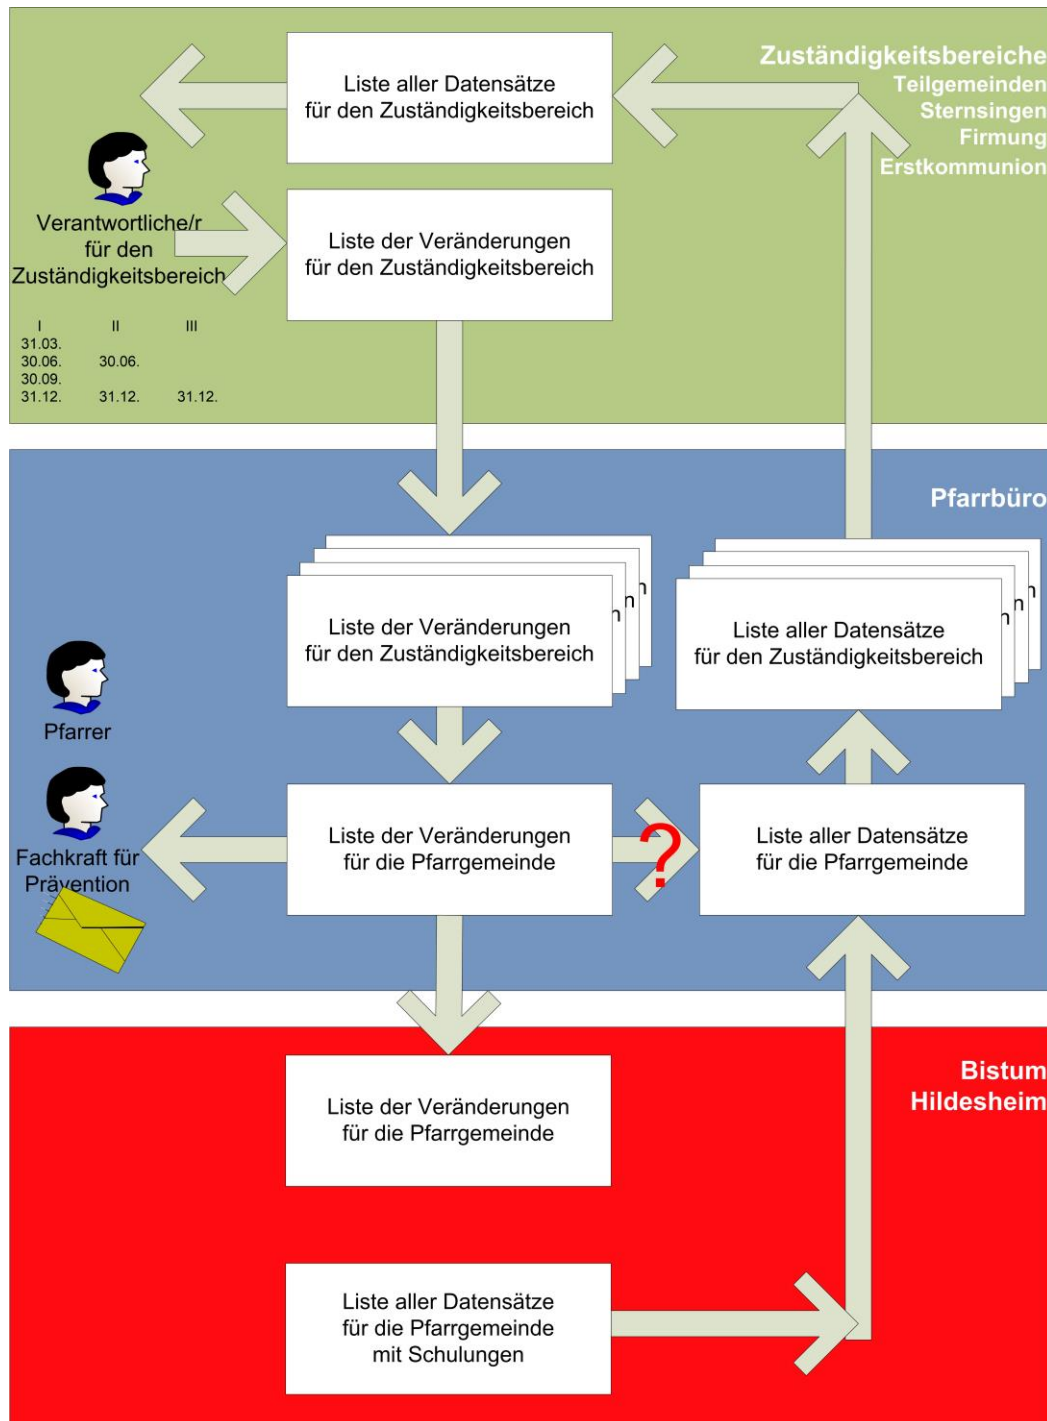 Zuständigkeitsbereiche
Teilgemeinden
Sternsingen
Firmung
Erstkommunion
Liste aller Datensätze
für den Zuständigkeitsbereich
Verantwortliche/r
für den
Zuständigkeitsbereich
Liste der Veränderungen
für den Zuständigkeitsbereich
I II III
31.03.
30.06. 30.06.
30.09.
31.12. 31.12. 31.12.
Pfarrbüro
Liste der Veränderungen
für den Zuständigkeitsbereich
n
n
Liste aller Datensätze
für den Zuständigkeitsbereich
n
n
Pfarrer
Fachkraft für
Prävention
Liste der Veränderungen
für die Pfarrgemeinde
?
Liste aller Datensätze
für die Pfarrgemeinde
Bistum
Hildesheim
Liste der Veränderungen
für die Pfarrgemeinde
Liste aller Datensätze
für die Pfarrgemeinde
mit Schulungen